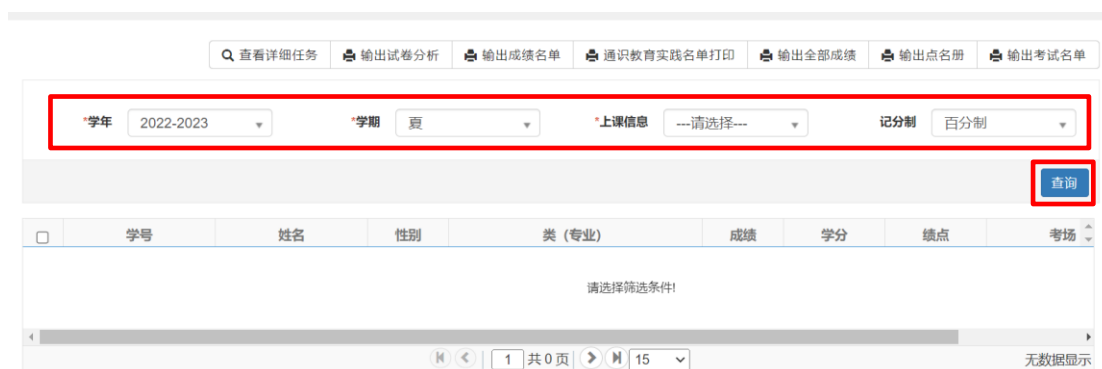 查看详细任务 输出试卷分析 输出成绩名单 通识教育实践名单打印 输出全部成绩 输出点名册 输出考试名单
*学年 2022-2023 *学期 夏 *上课信息 ---请选择--- 记分制 百分制
查询
学号 姓名 性别 类（专业） 成绩 学分 绩点 考场
请选择筛选条件!
1 共 0 页 15 无数据显示